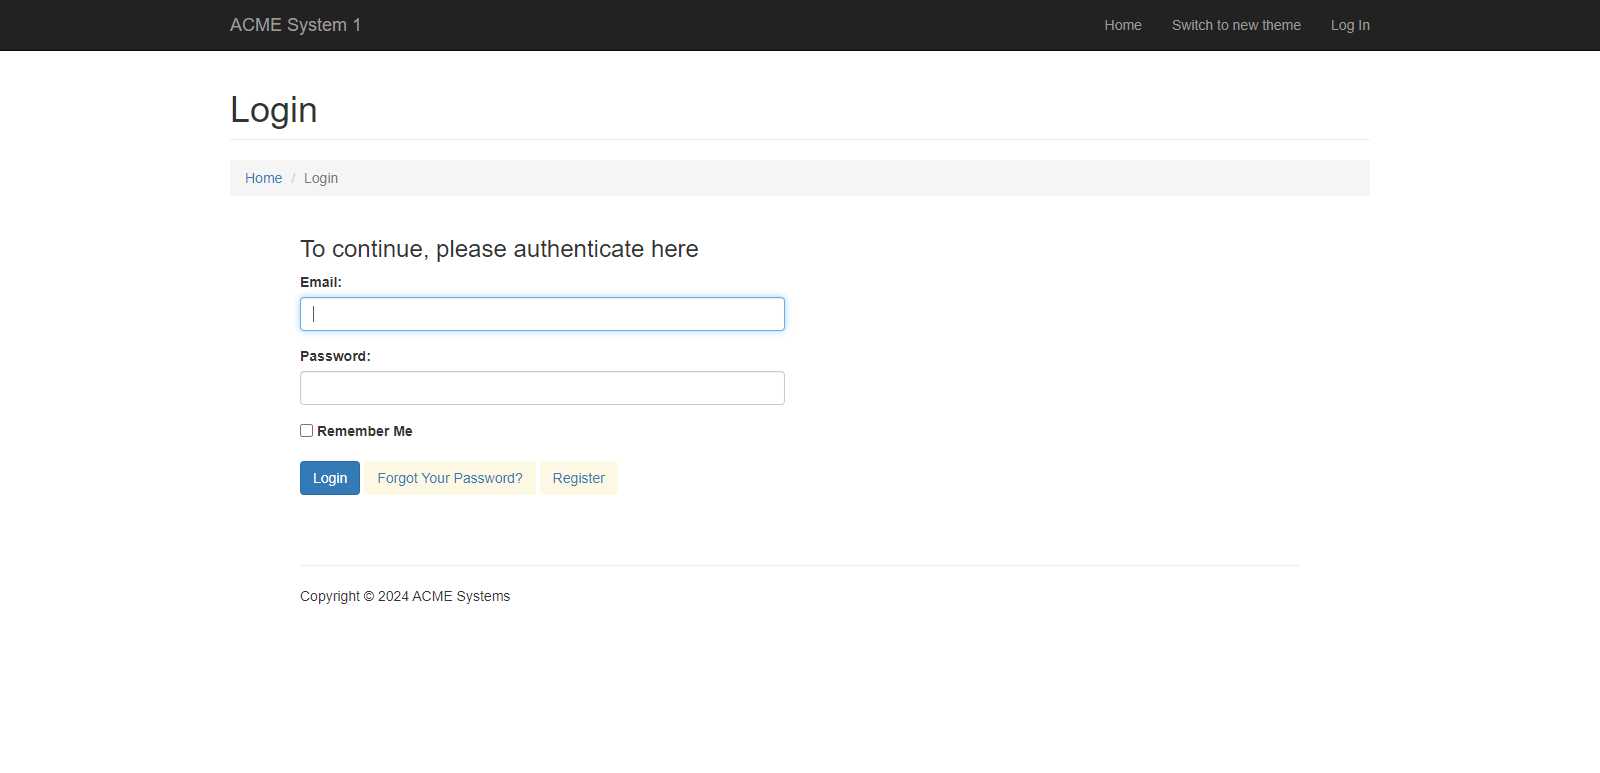 ACME System 1 Home Switch to new theme Log In
Login
Home / Login
To continue, please authenticate here
Email:
Password:
Remember Me
Login Forgot Your Password? Register
Copyright © 2024 ACME Systems